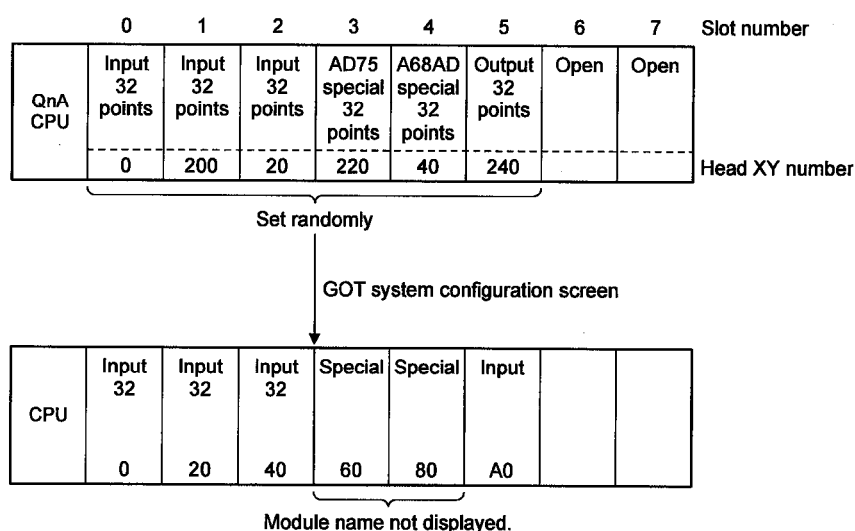 0 1 2 3 4 5 6 7 Slot number
QnA CPU
Input 32 points
Input 32 points
Input 32 points
AD75 special 32 points
A68AD special 32 points
Output 32 points
Open
Open
0 200 20 220 40 240 Head XY number
Set randomly
GOT system configuration screen
CPU
Input 32
Input 32
Input 32
Special
Special
Input
0 20 40 60 80 A0
Module name not displayed.